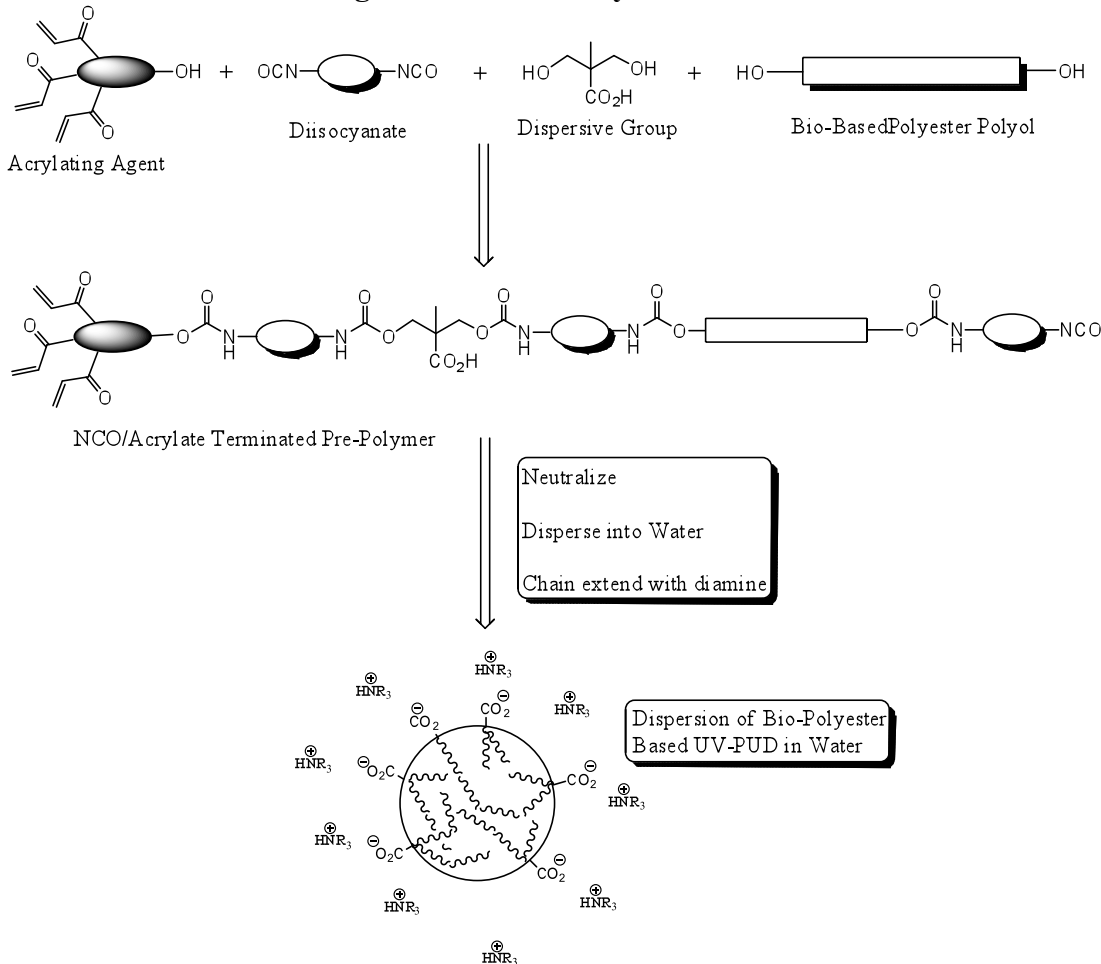 O
O
O
OH
+
OCN
NCO
+
HO
OH
CO₂H
+
HO
OH
Acrylating Agent
Diisocyanate
Dispersive Group
Bio-BasedPolyester Polyol
O
O
O
O
O
N
H
N
H
O
O
CO₂H
O
O
N
H
N
H
O
O
O
O
N
H
NCO
NCO/Acrylate Terminated Pre-Polymer
Neutralize
Disperse into Water
Chain extend with diamine
⊕
HNR₃
⊕
HNR₃
⊖
CO₂
⊖
CO₂
⊕
HNR₃
Dispersion of Bio-Polyester
Based UV-PUD in Water
⊕
HNR₃
⊖
O₂C
⊖
CO₂
⊕
HNR₃
⊕
HNR₃
⊖
O₂C
⊖
CO₂
⊕
HNR₃
⊕
HNR₃
⊕
HNR₃